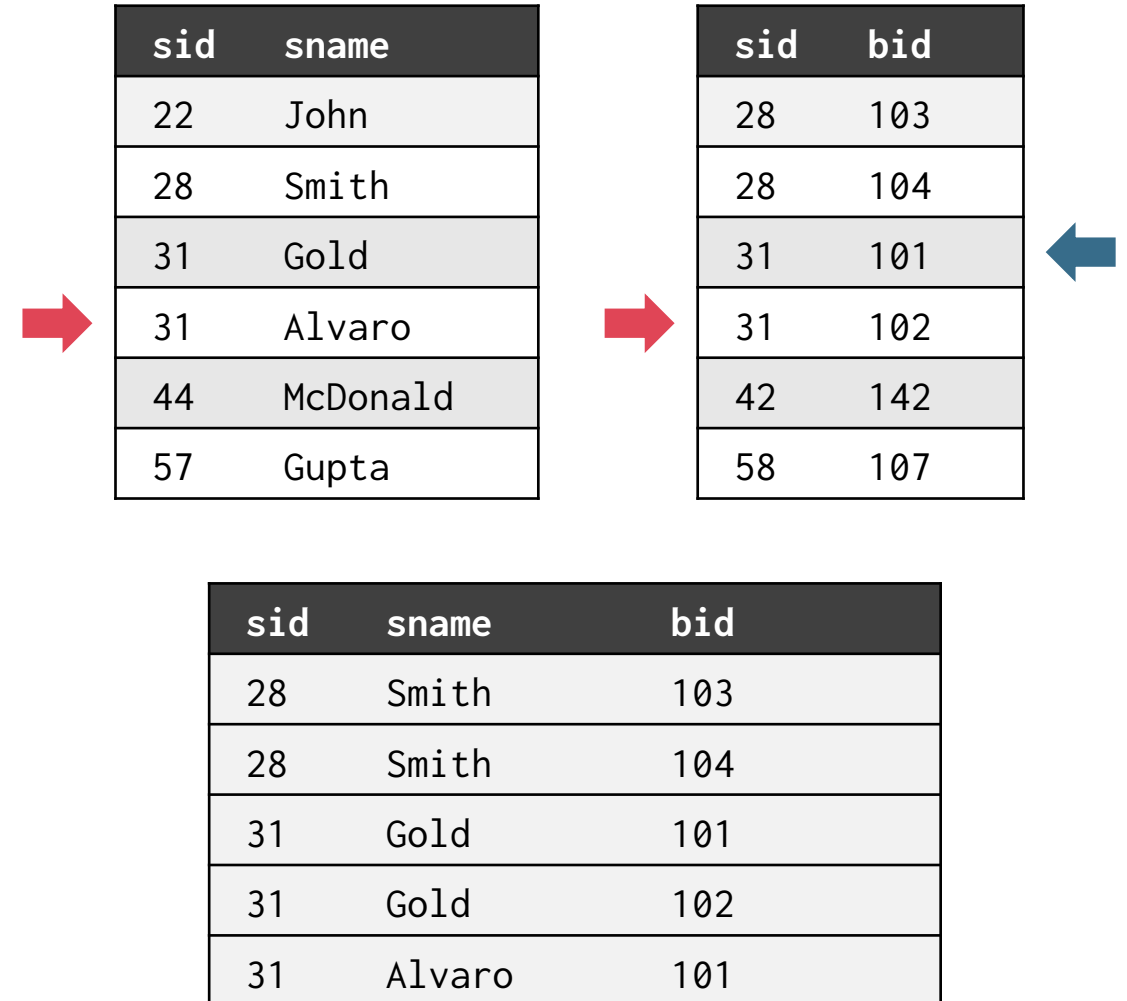 sid sname
22 John
28 Smith
31 Gold
31 Alvaro
44 McDonald
57 Gupta
sid bid
28 103
28 104
31 101
31 102
42 142
58 107
sid sname bid
28 Smith 103
28 Smith 104
31 Gold 101
31 Gold 102
31 Alvaro 101